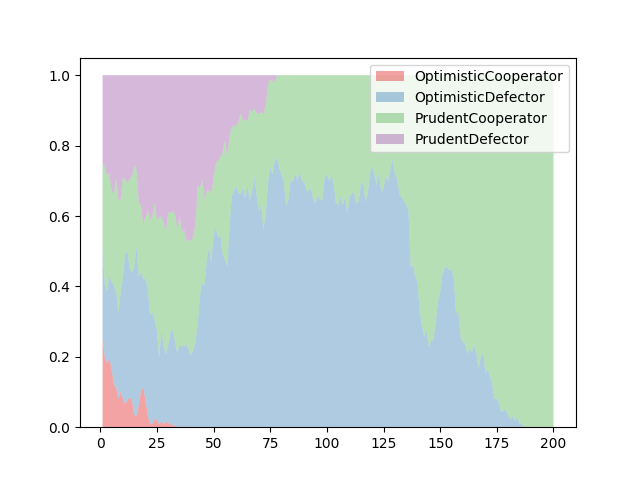 1.0
0.8
0.6
0.4
0.2
0.0
0 25 50 75 100 125 150 175 200
OptimisticCooperator
OptimisticDefector
PrudentCooperator
PrudentDefector